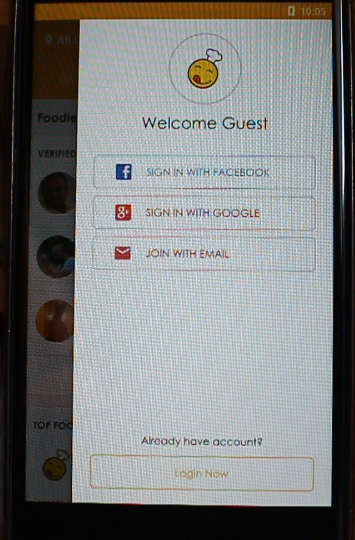 10:05
All
Foodie
Welcome Guest
VERIFIED
f SIGN IN WITH FACEBOOK
g+ SIGN IN WITH GOOGLE
JOIN WITH EMAIL
TOP FOO
Already have account?
Login Now